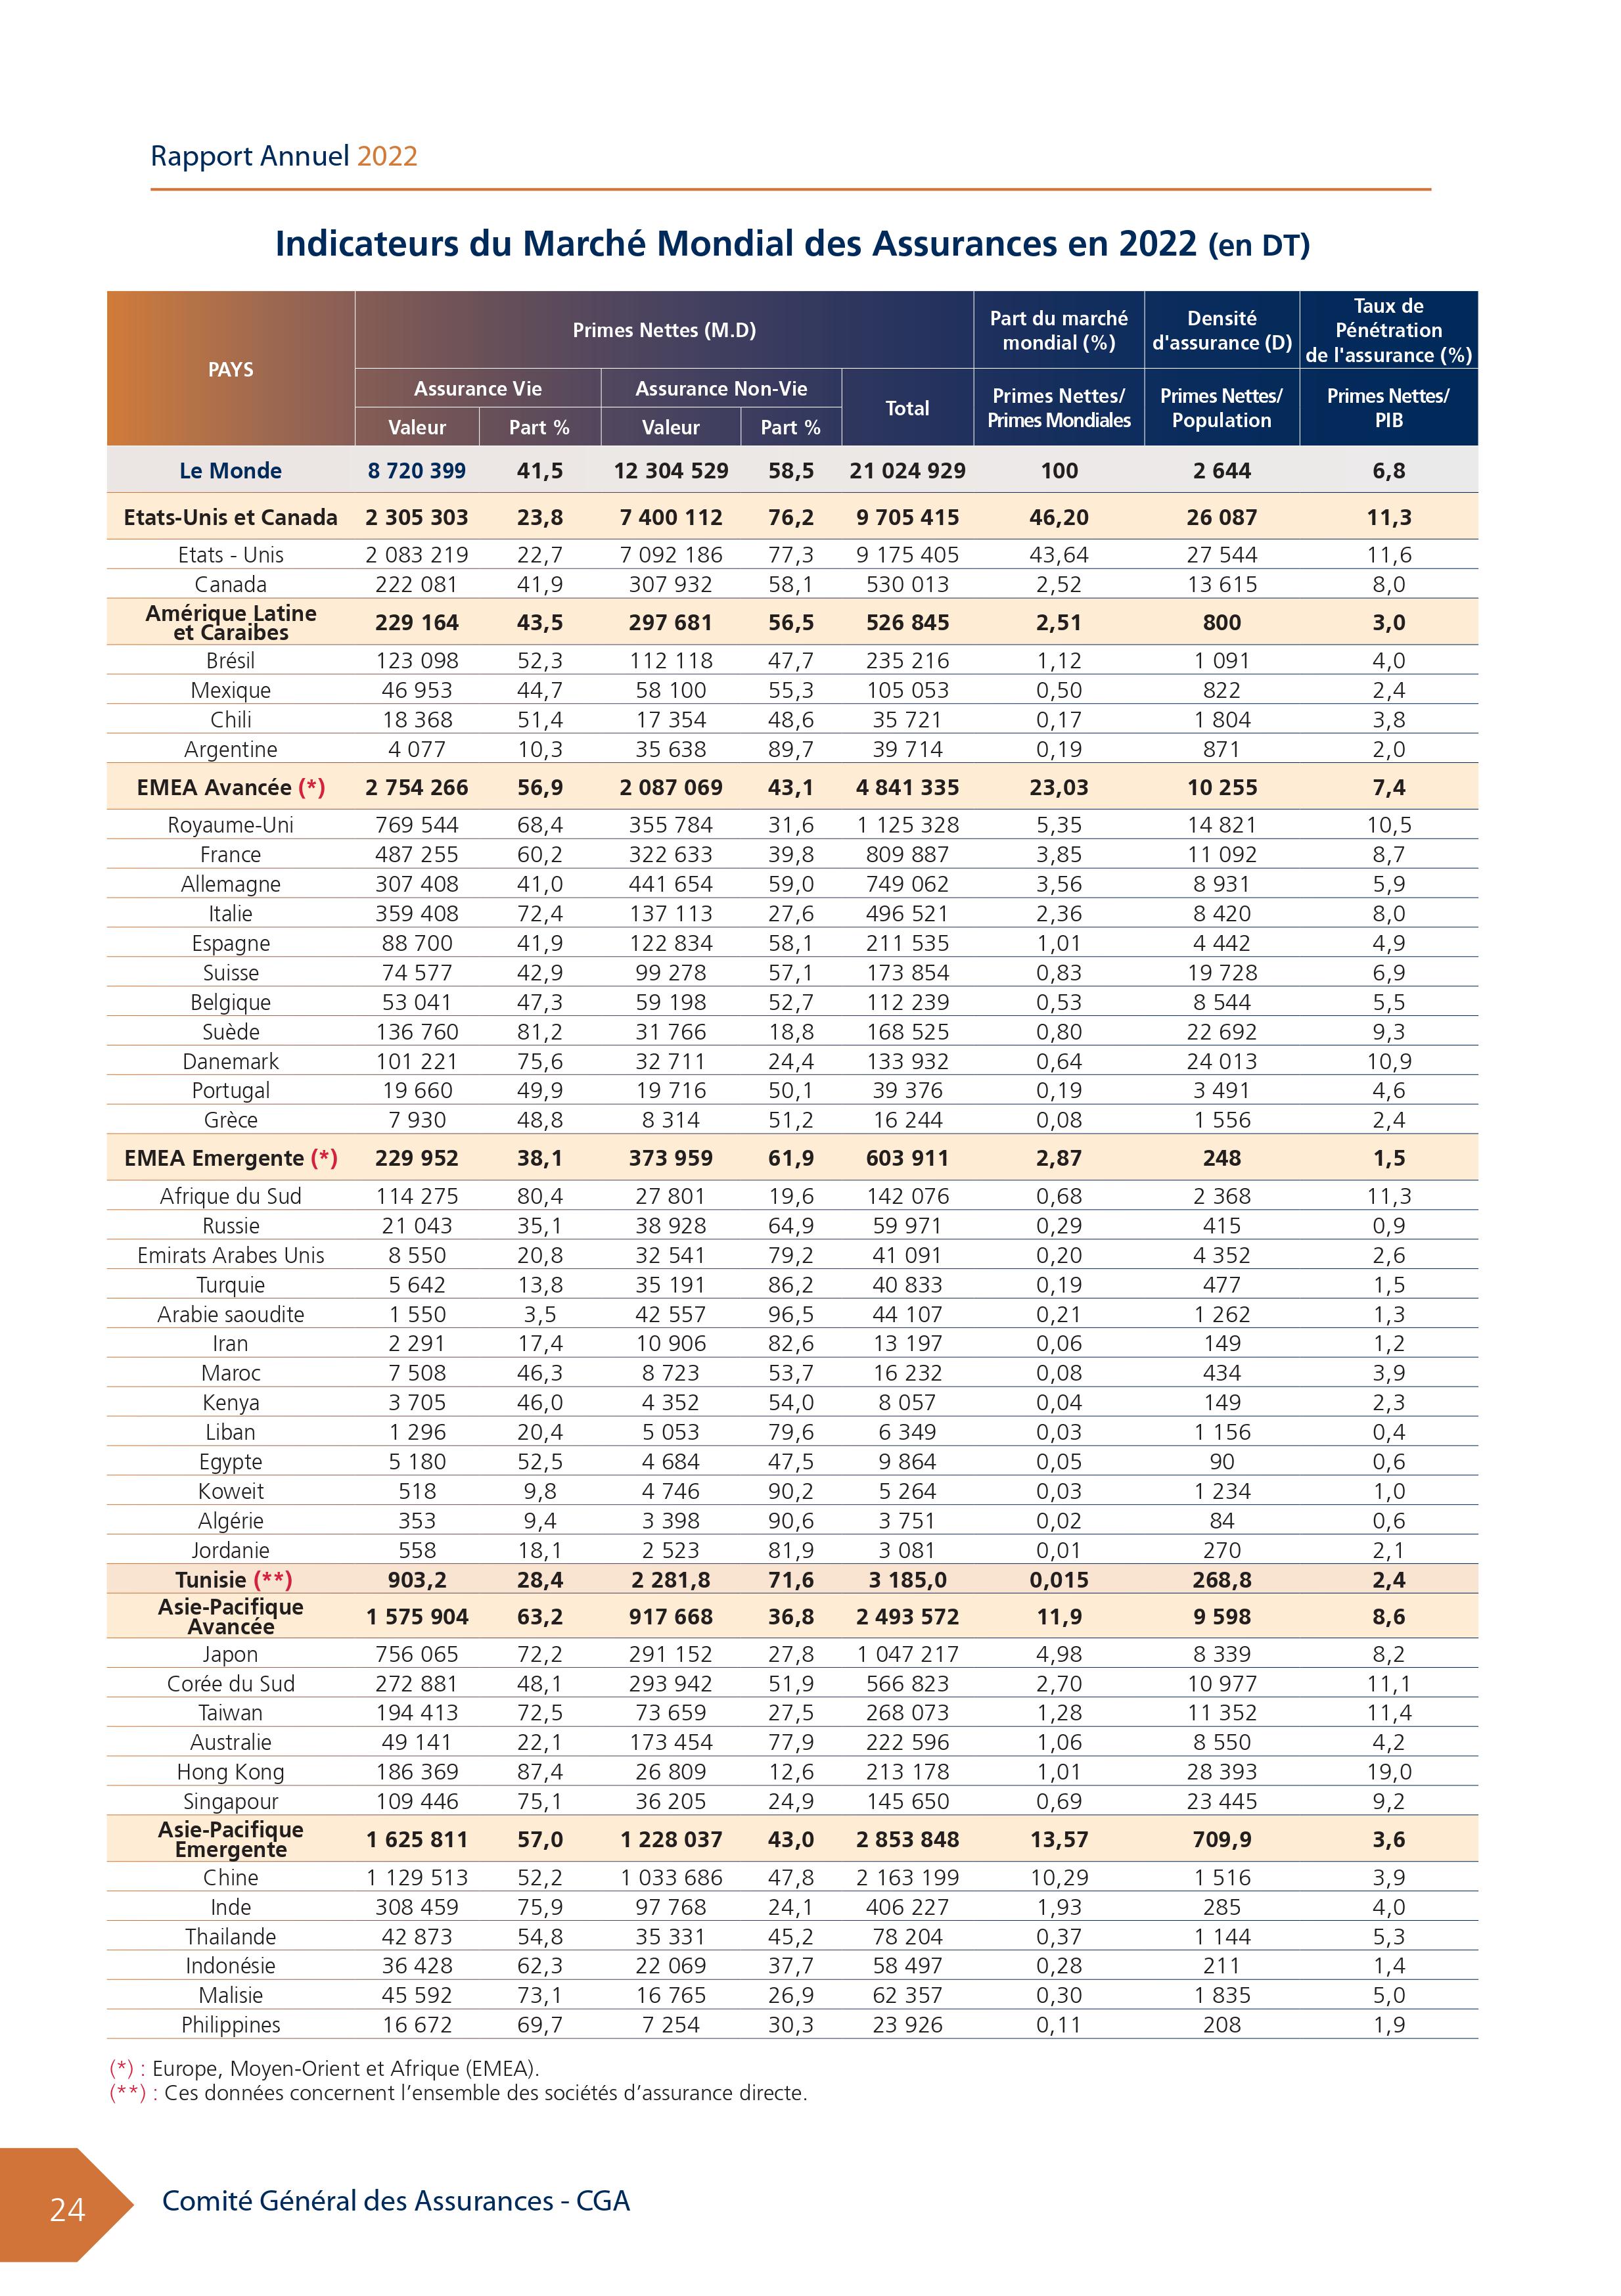 Rapport Annuel 2022
Indicateurs du Marché Mondial des Assurances en 2022 (en DT)
PAYS Primes Nettes (M.D) Part du marché mondial (%) Densité d'assurance (D) Taux de Pénétration de l'assurance (%)
Assurance Vie Assurance Non-Vie Total Primes Nettes/ Primes Mondiales Primes Nettes/ Population Primes Nettes/ PIB
Valeur Part % Valeur Part %
Le Monde 8 720 399 41,5 12 304 529 58,5 21 024 929 100 2 644 6,8
Etats-Unis et Canada 2 305 303 23,8 7 400 112 76,2 9 705 415 46,20 26 087 11,3
Etats - Unis 2 083 219 22,7 7 092 186 77,3 9 175 405 43,64 27 544 11,6
Canada 222 081 41,9 307 932 58,1 530 013 2,52 13 615 8,0
Amérique Latine et Caraibes 229 164 43,5 297 681 56,5 526 845 2,51 800 3,0
Brésil 123 098 52,3 112 118 47,7 235 216 1,12 1 091 4,0
Mexique 46 953 44,7 58 100 55,3 105 053 0,50 822 2,4
Chili 18 368 51,4 17 354 48,6 35 721 0,17 1 804 3,8
Argentine 4 077 10,3 35 638 89,7 39 714 0,19 871 2,0
EMEA Avancée (*) 2 754 266 56,9 2 087 069 43,1 4 841 335 23,03 10 255 7,4
Royaume-Uni 769 544 68,4 355 784 31,6 1 125 328 5,35 14 821 10,5
France 487 255 60,2 322 633 39,8 809 887 3,85 11 092 8,7
Allemagne 307 408 41,0 441 654 59,0 749 062 3,56 8 931 5,9
Italie 359 408 72,4 137 113 27,6 496 521 2,36 8 420 8,0
Espagne 88 700 41,9 122 834 58,1 211 535 1,01 4 442 4,9
Suisse 74 577 42,9 99 278 57,1 173 854 0,83 19 728 6,9
Belgique 53 041 47,3 59 198 52,7 112 239 0,53 8 544 5,5
Suède 136 760 81,2 31 766 18,8 168 525 0,80 22 692 9,3
Danemark 101 221 75,6 32 711 24,4 133 932 0,64 24 013 10,9
Portugal 19 660 49,9 19 716 50,1 39 376 0,19 3 491 4,6
Grèce 7 930 48,8 8 314 51,2 16 244 0,08 1 556 2,4
EMEA Emergente (*) 229 952 38,1 373 959 61,9 603 911 2,87 248 1,5
Afrique du Sud 114 275 80,4 27 801 19,6 142 076 0,68 2 368 11,3
Russie 21 043 35,1 38 928 64,9 59 971 0,29 415 0,9
Emirats Arabes Unis 8 550 20,8 32 541 79,2 41 091 0,20 4 352 2,6
Turquie 5 642 13,8 35 191 86,2 40 833 0,19 477 1,5
Arabie saoudite 1 550 3,5 42 557 96,5 44 107 0,21 1 262 1,3
Iran 2 291 17,4 10 906 82,6 13 197 0,06 149 1,2
Maroc 7 508 46,3 8 723 53,7 16 232 0,08 434 3,9
Kenya 3 705 46,0 4 352 54,0 8 057 0,04 149 2,3
Liban 1 296 20,4 5 053 79,6 6 349 0,03 1 156 0,4
Egypte 5 180 52,5 4 684 47,5 9 864 0,05 90 0,6
Koweit 518 9,8 4 746 90,2 5 264 0,03 1 234 1,0
Algérie 353 9,4 3 398 90,6 3 751 0,02 84 0,6
Jordanie 558 18,1 2 523 81,9 3 081 0,01 270 2,1
Tunisie (**) 903,2 28,4 2 281,8 71,6 3 185,0 0,015 268,8 2,4
Asie-Pacifique Avancée 1 575 904 63,2 917 668 36,8 2 493 572 11,9 9 598 8,6
Japon 756 065 72,2 291 152 27,8 1 047 217 4,98 8 339 8,2
Corée du Sud 272 881 48,1 293 942 51,9 566 823 2,70 10 977 11,1
Taiwan 194 413 72,5 73 659 27,5 268 073 1,28 11 352 11,4
Australie 49 141 22,1 173 454 77,9 222 596 1,06 8 550 4,2
Hong Kong 186 369 87,4 26 809 12,6 213 178 1,01 28 393 19,0
Singapour 109 446 75,1 36 205 24,9 145 650 0,69 23 445 9,2
Asie-Pacifique Emergente 1 625 811 57,0 1 228 037 43,0 2 853 848 13,57 709,9 3,6
Chine 1 129 513 52,2 1 033 686 47,8 2 163 199 10,29 1 516 3,9
Inde 308 459 75,9 97 768 24,1 406 227 1,93 285 4,0
Thailande 42 873 54,8 35 331 45,2 78 204 0,37 1 144 5,3
Indonésie 36 428 62,3 22 069 37,7 58 497 0,28 211 1,4
Malisie 45 592 73,1 16 765 26,9 62 357 0,30 1 835 5,0
Philippines 16 672 69,7 7 254 30,3 23 926 0,11 208 1,9
(*) : Europe, Moyen-Orient et Afrique (EMEA).
(**) : Ces données concernent l'ensemble des sociétés d'assurance directe.
24 Comité Général des Assurances - CGA